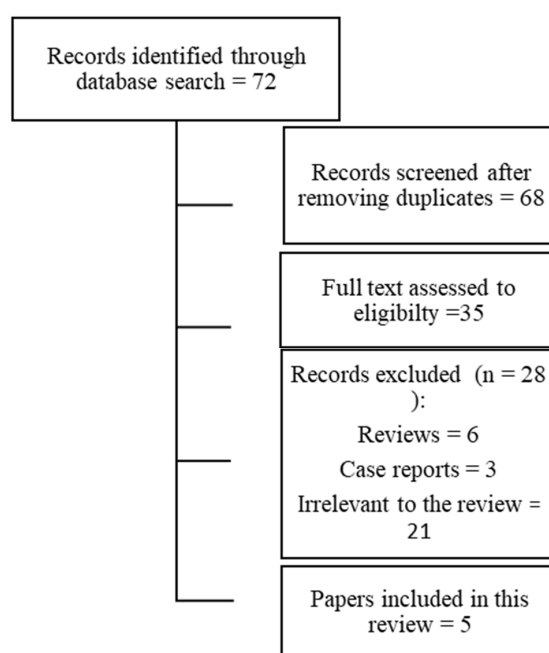 Records identified through
database search = 72
Records screened after
removing duplicates = 68
Full text assessed to
eligibilty =35
Records excluded (n = 28
):
Reviews = 6
Case reports = 3
Irrelevant to the review =
21
Papers included in this
review = 5